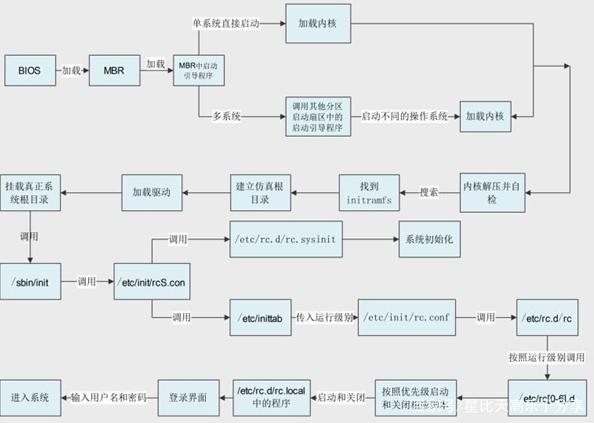 单系统直接启动
加载内核
BIOS
加载
MBR
加载
MBR中启动
引导程序
多系统
调用其他分区
启动扇区中的
启动引导程序
启动不同的操作系统
加载内核
挂载真正系
统根目录
加载驱动
建立仿真根
目录
找到
initramfs
搜索
内核解压并自
检
调用
/sbin/init
调用
/etc/init/rcS.con
调用
/etc/rc.d/rc.sysinit
系统初始化
调用
/etc/inittab
传入运行级别
/etc/init/rc.conf
调用
/etc/rc.d/rc
按照运行级别调用
进入系统
输入用户名和密码
登录界面
/etc/rc.d/rc.local
中的程序
启动和关闭
按照优先级启动
和关闭相应脚本
/etc/rc[0-6].d